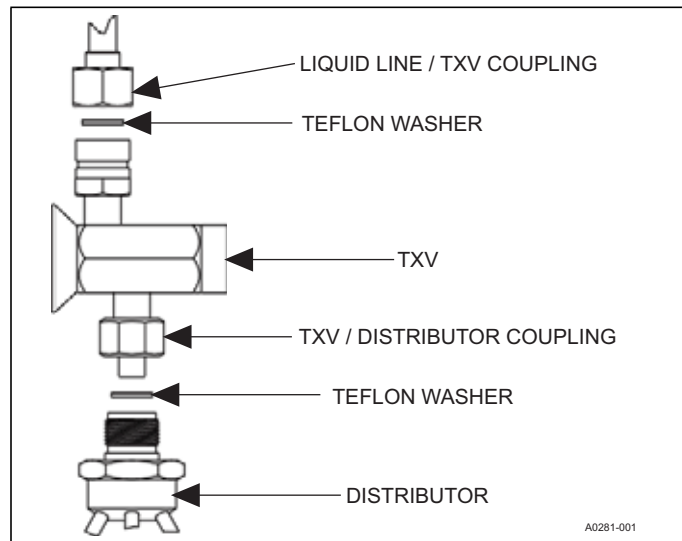 LIQUID LINE / TXV COUPLING
TEFLON WASHER
TXV
TXV / DISTRIBUTOR COUPLING
TEFLON WASHER
DISTRIBUTOR
A0281-001